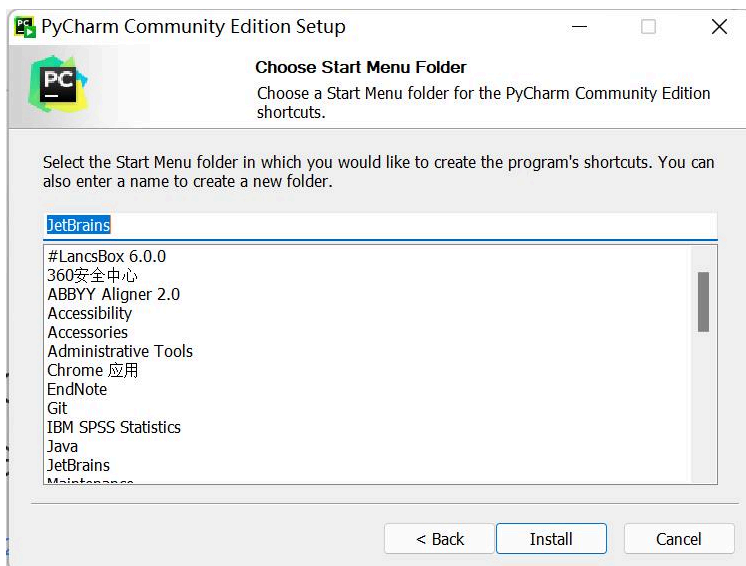 PyCharm Community Edition Setup
PC
Choose Start Menu Folder
Choose a Start Menu folder for the PyCharm Community Edition
shortcuts.
Select the Start Menu folder in which you would like to create the program's shortcuts. You can
also enter a name to create a new folder.
JetBrains
#LancsBox 6.0.0
360安全中心
ABBYY Aligner 2.0
Accessibility
Accessories
Administrative Tools
Chrome 应用
EndNote
Git
IBM SPSS Statistics
Java
JetBrains
Maintenance
< Back
Install
Cancel